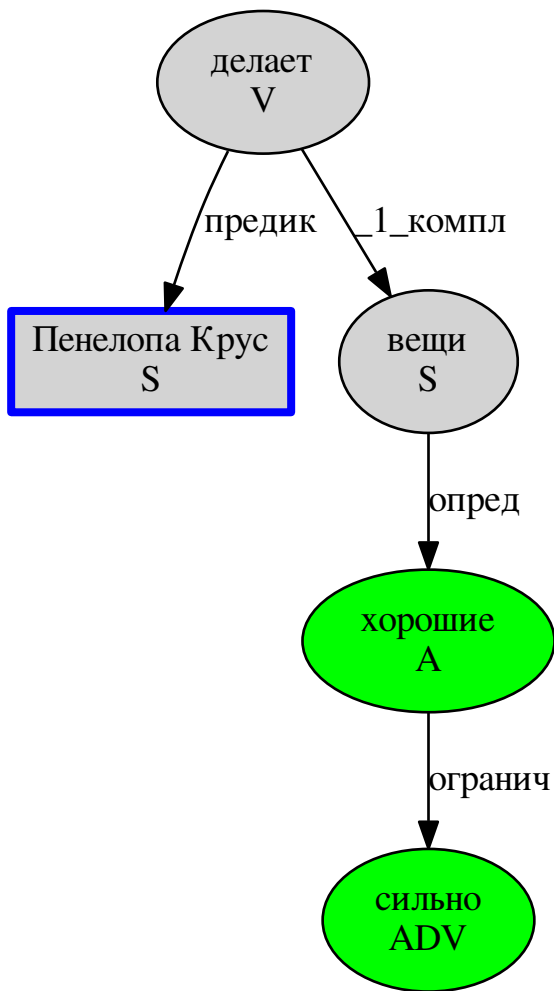 делает
V
предик
_1_компл
Пенелопа Крус
S
вещи
S
опред
хорошие
A
огранич
сильно
ADV